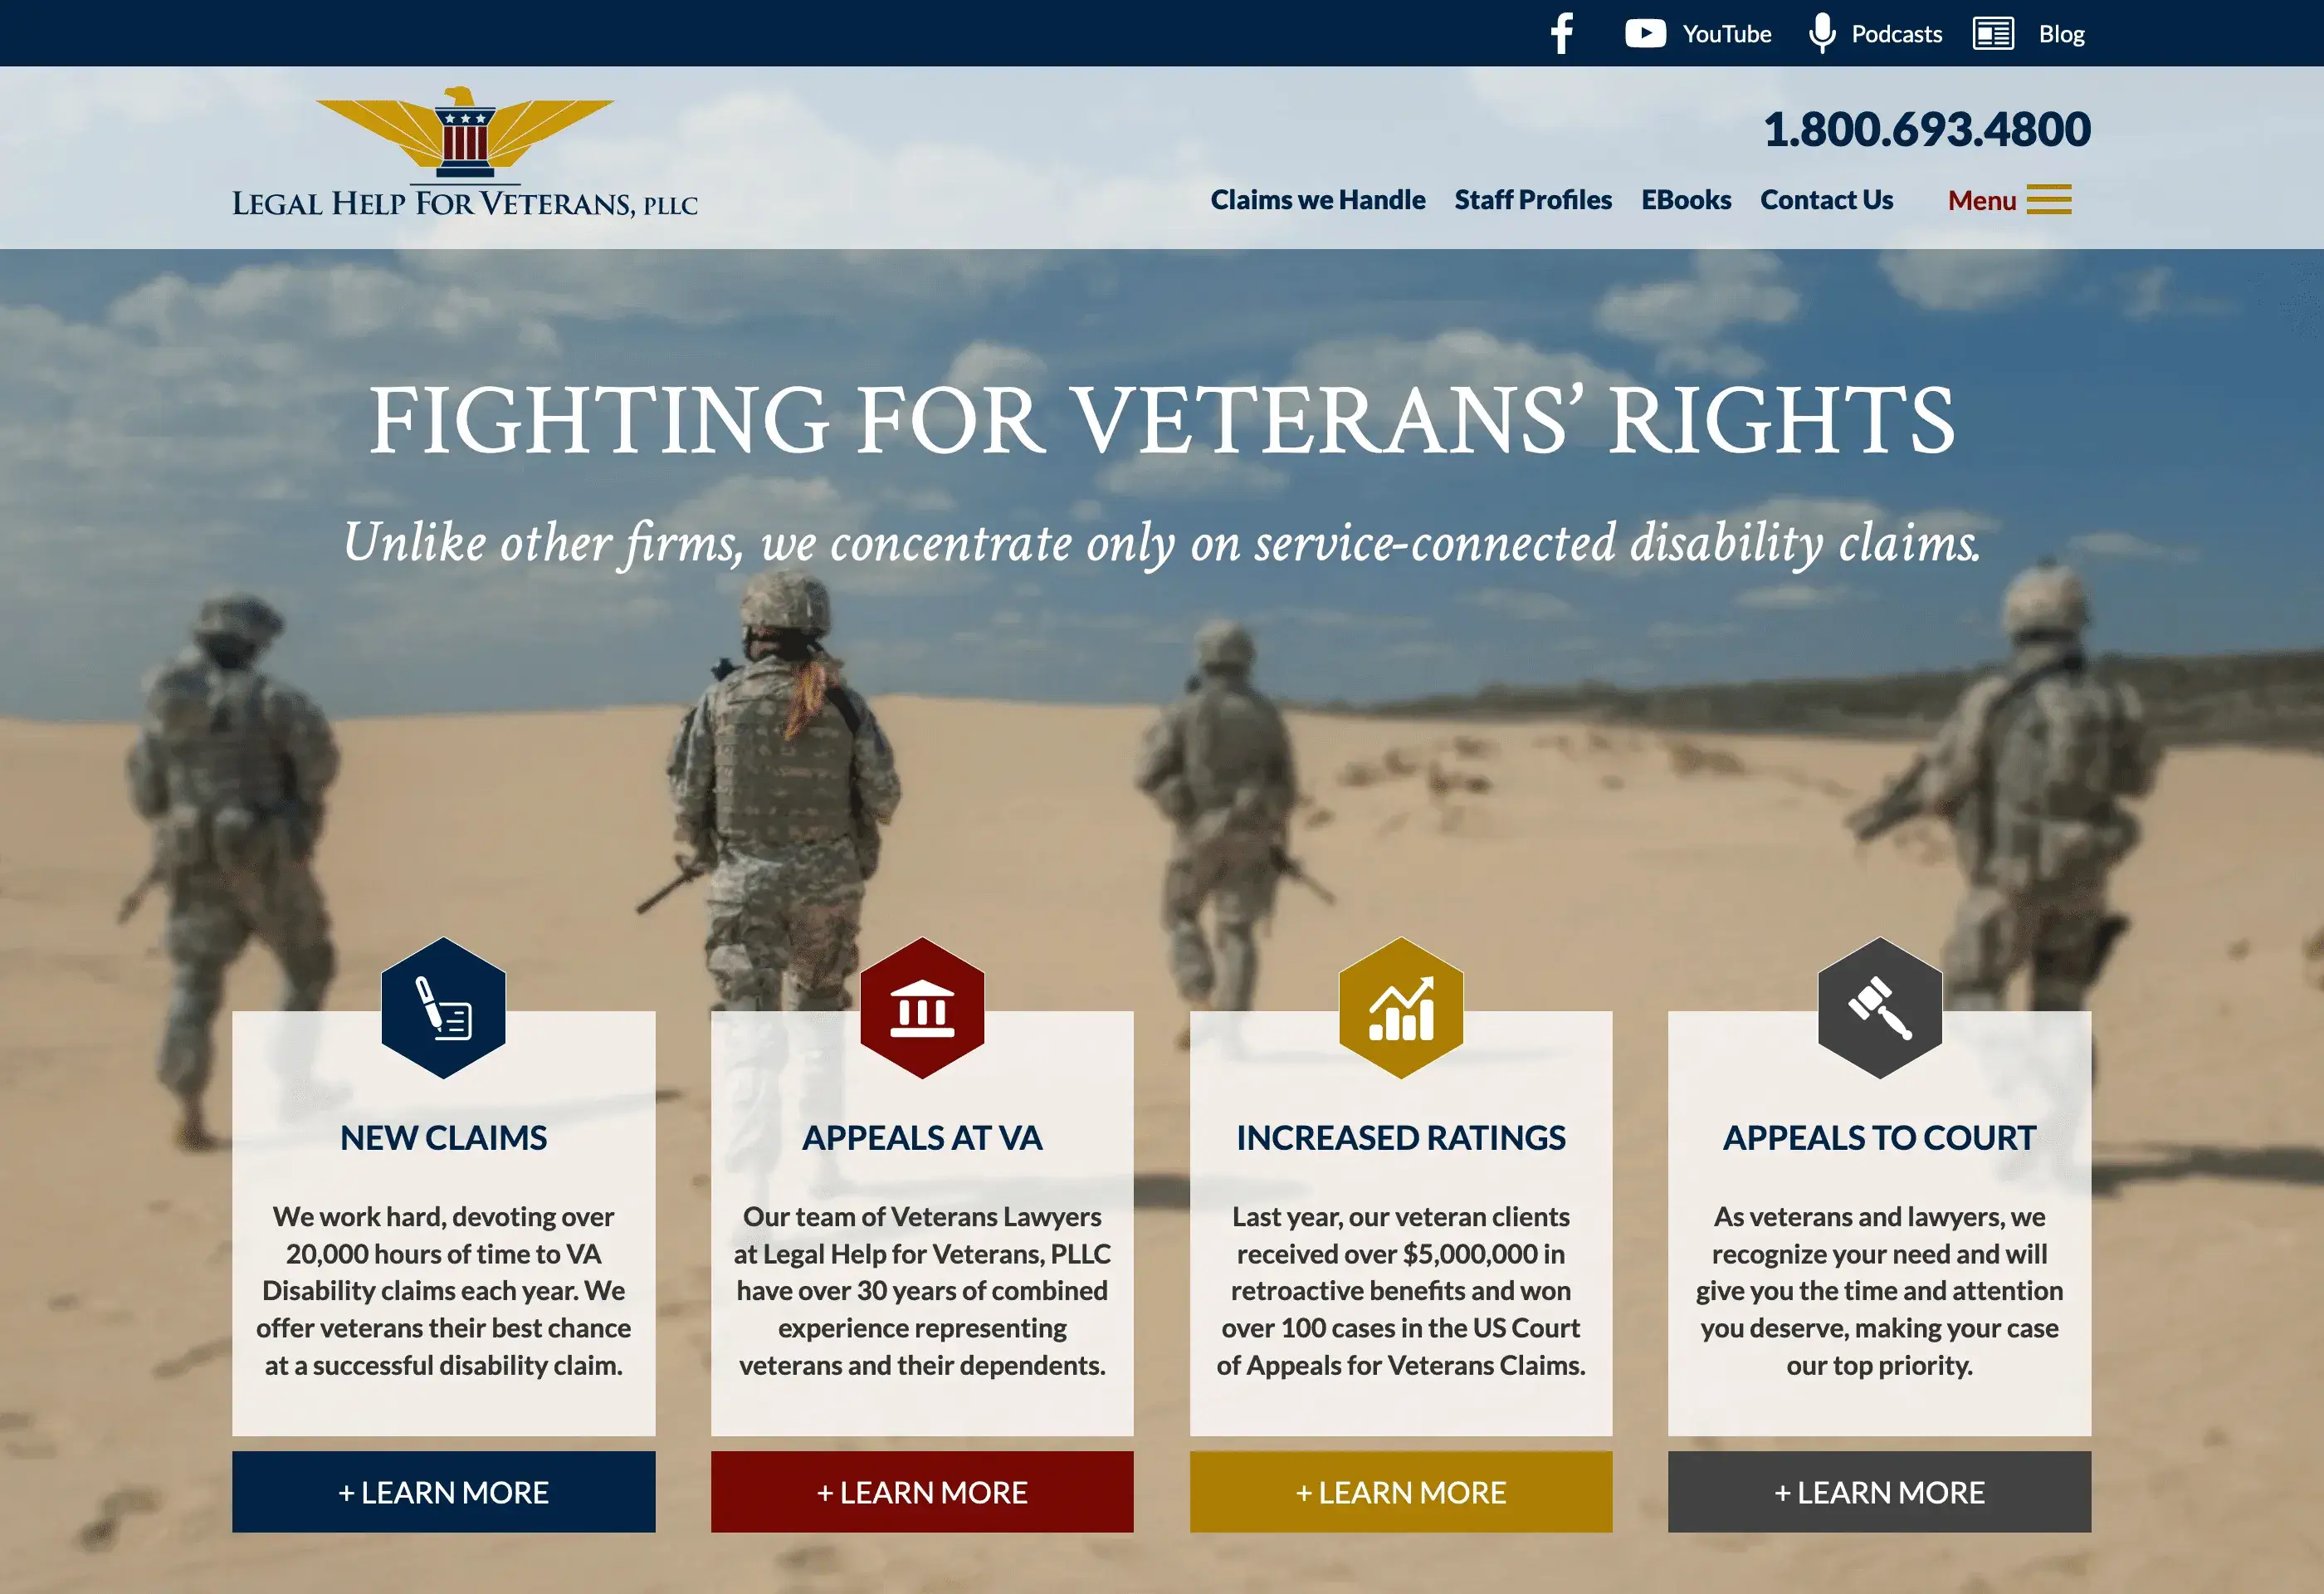 YouTube Podcasts Blog
1.800.693.4800
LEGAL HELP FOR VETERANS, PLLC
Claims we Handle Staff Profiles EBooks Contact Us Menu
FIGHTING FOR VETERANS’ RIGHTS
Unlike other firms, we concentrate only on service-connected disability claims.
NEW CLAIMS
We work hard, devoting over
20,000 hours of time to VA
Disability claims each year. We
offer veterans their best chance
at a successful disability claim.
+ LEARN MORE
APPEALS AT VA
Our team of Veterans Lawyers
at Legal Help for Veterans, PLLC
have over 30 years of combined
experience representing
veterans and their dependents.
+ LEARN MORE
INCREASED RATINGS
Last year, our veteran clients
received over $5,000,000 in
retroactive benefits and won
over 100 cases in the US Court
of Appeals for Veterans Claims.
+ LEARN MORE
APPEALS TO COURT
As veterans and lawyers, we
recognize your need and will
give you the time and attention
you deserve, making your case
our top priority.
+ LEARN MORE